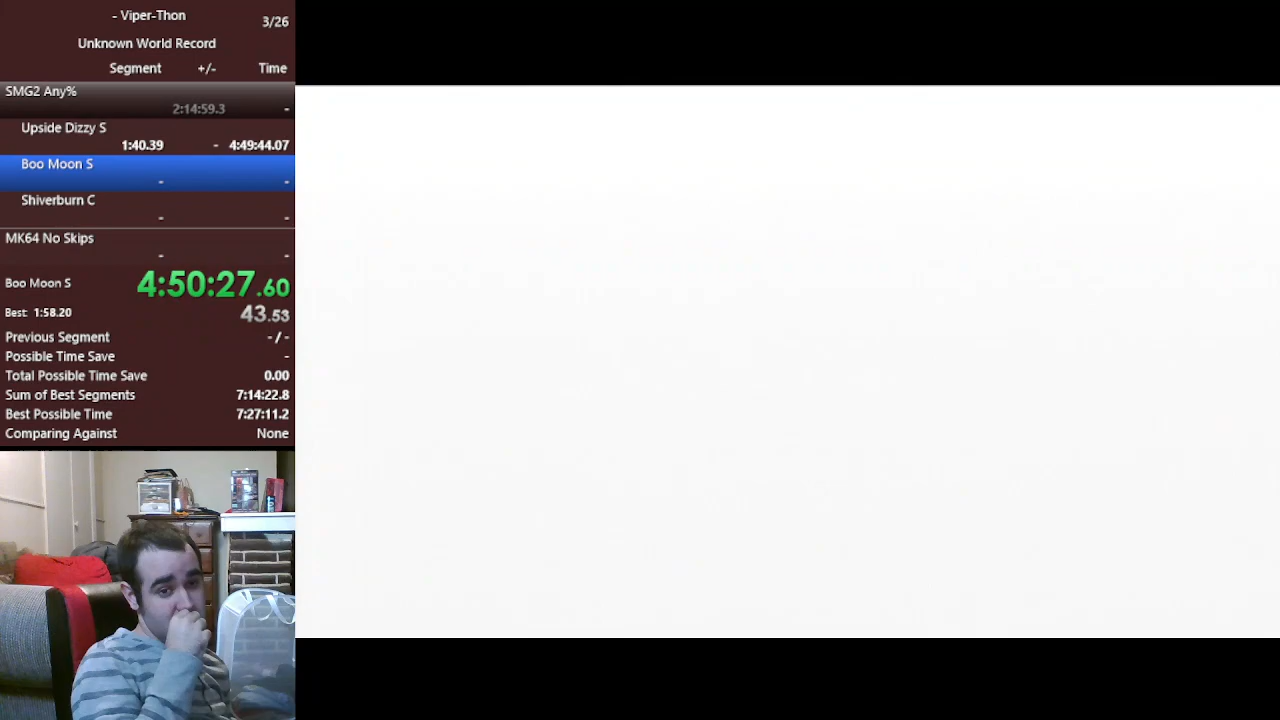 - Viper-Thon
3/26
Unknown World Record
Segment +/- Time
SMG2 Any%
2:14:59.3 -
Upside Dizzy S
1:40.39 - 4:49:44.07
Boo Moon S
- -
Shiverburn C
- -
MK64 No Skips
- -
Boo Moon S 4:50:27.60
Best: 1:58.20 43.53
Previous Segment - / -
Possible Time Save -
Total Possible Time Save 0.00
Sum of Best Segments 7:14:22.8
Best Possible Time 7:27:11.2
Comparing Against None